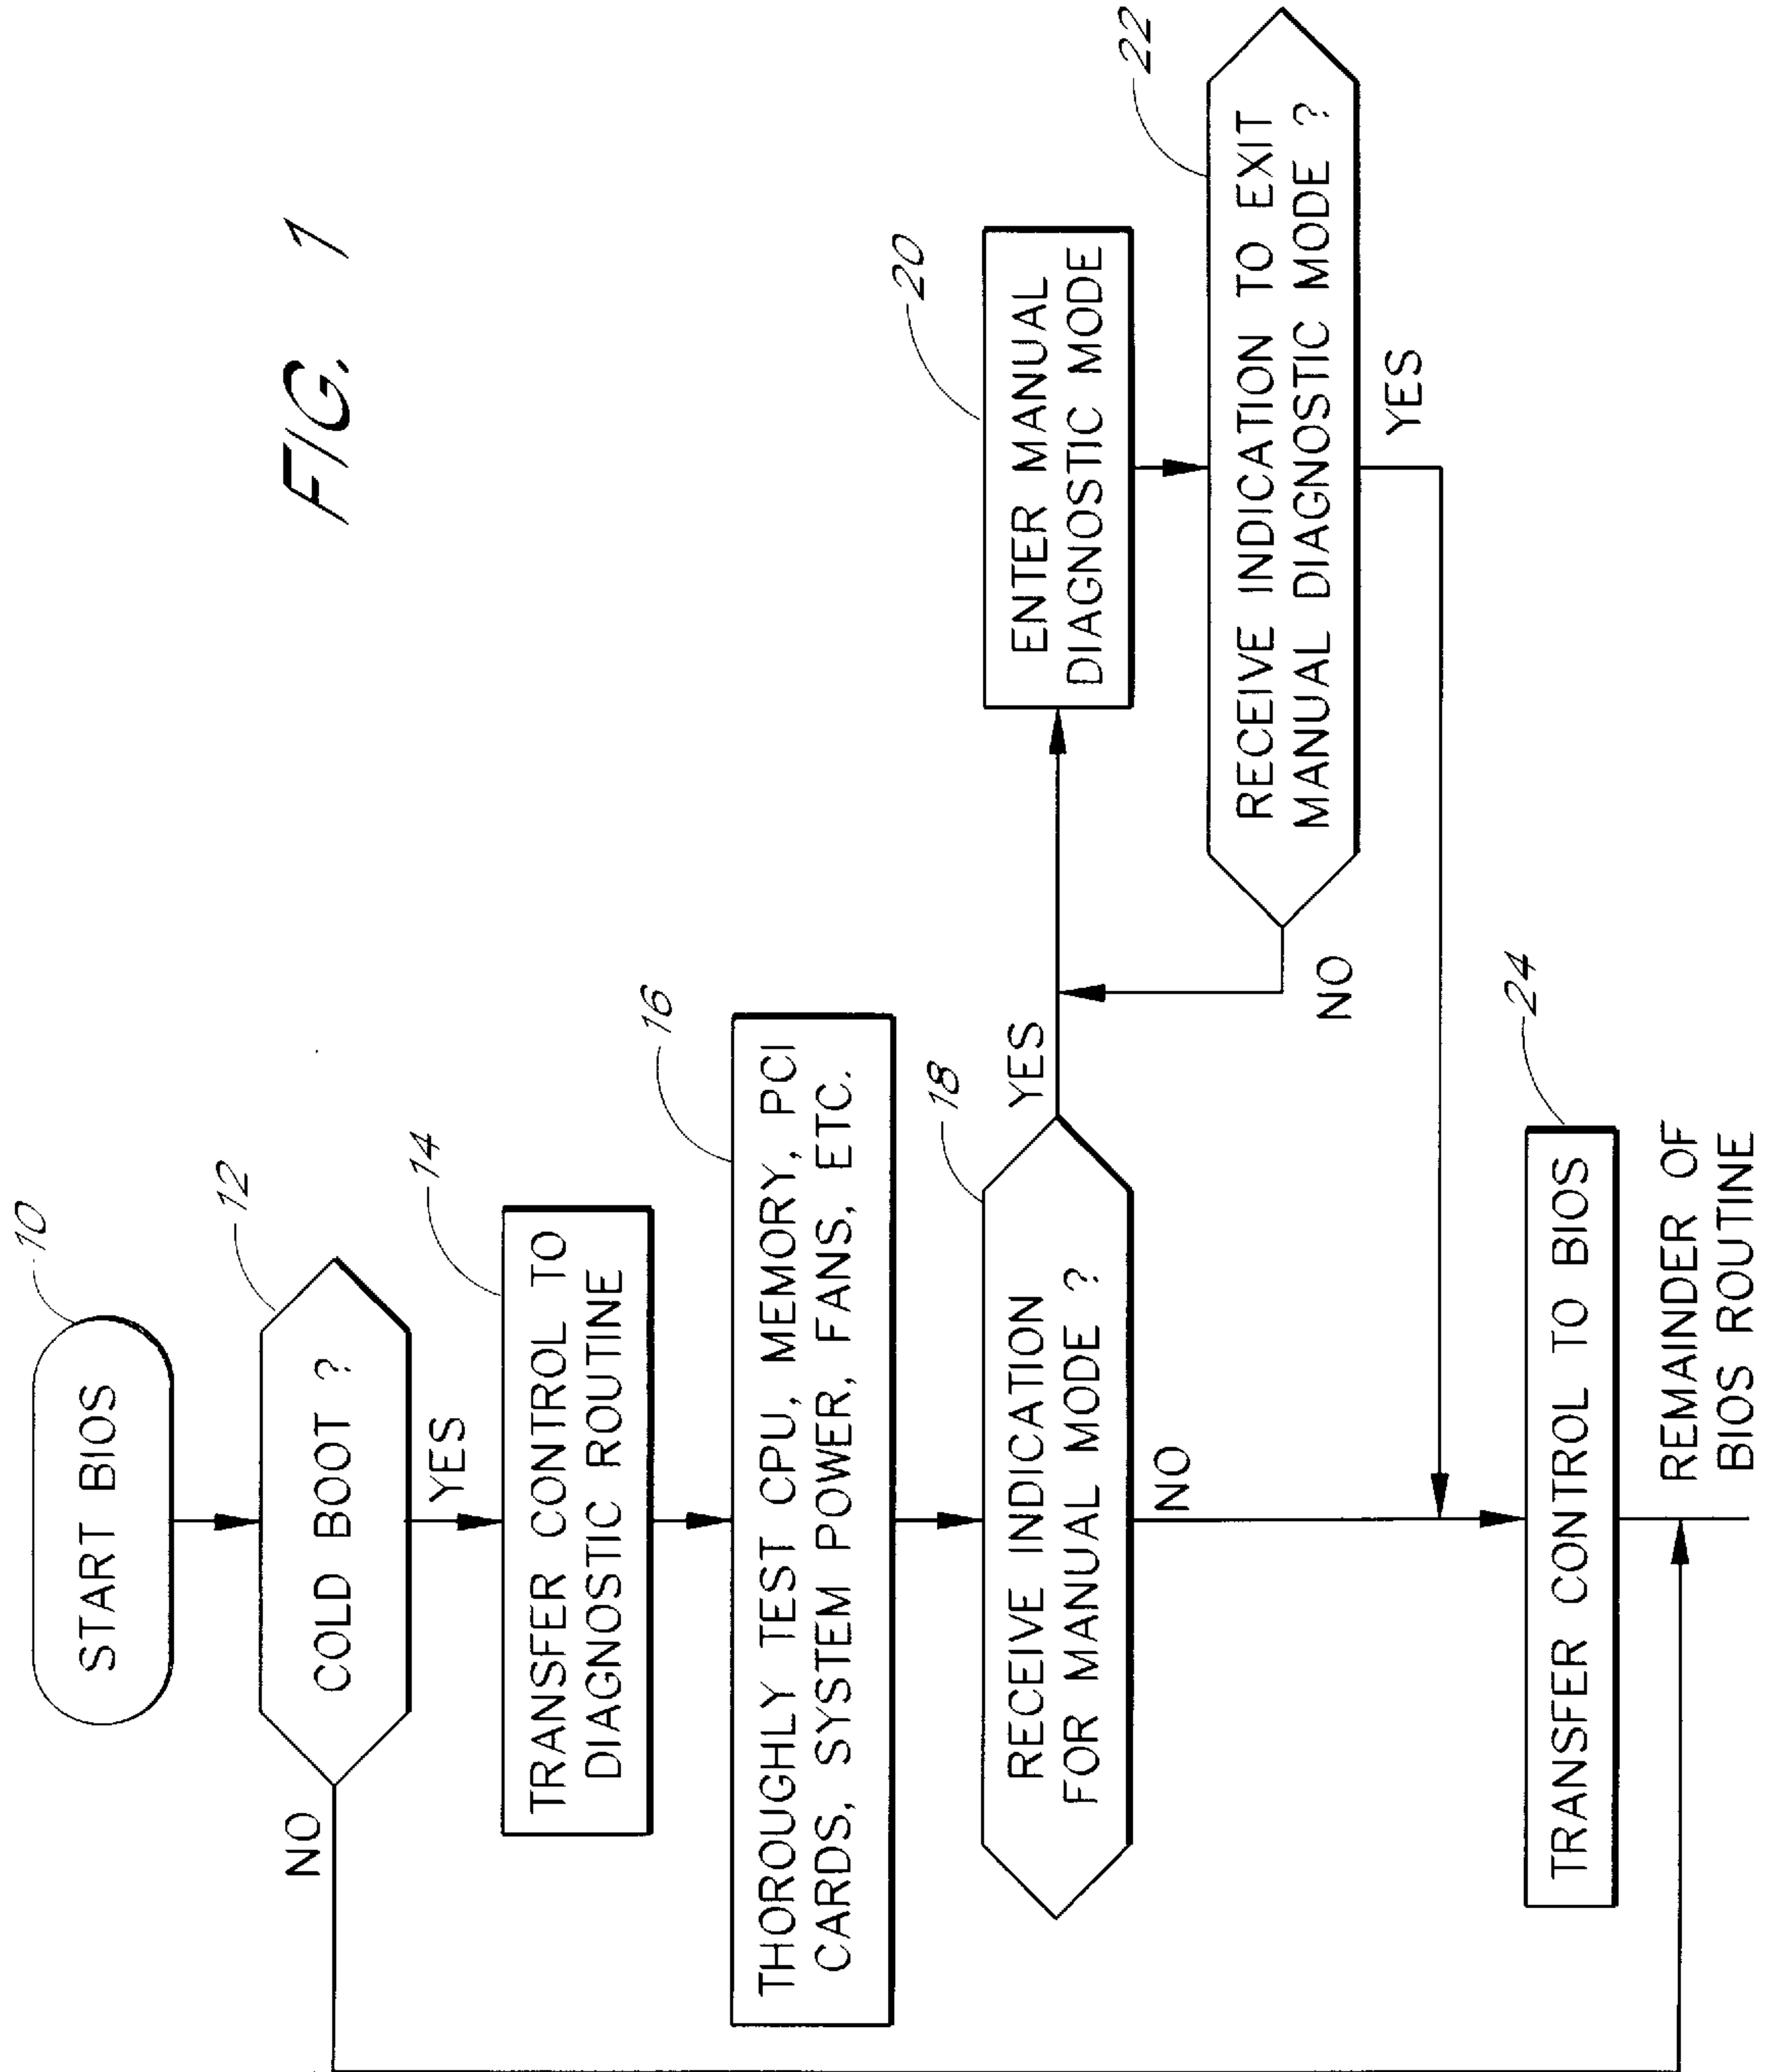 FIG. 1
10
START BIOS
12
COLD BOOT ?
NO
YES
14
TRANSFER CONTROL TO
DIAGNOSTIC ROUTINE
16
THOROUGHLY TEST CPU, MEMORY, PCI
CARDS, SYSTEM POWER, FANS, ETC.
18
RECEIVE INDICATION
FOR MANUAL MODE ?
YES
NO
20
ENTER MANUAL
DIAGNOSTIC MODE
22
RECEIVE INDICATION TO EXIT
MANUAL DIAGNOSTIC MODE ?
NO
YES
24
TRANSFER CONTROL TO BIOS
REMAINDER OF
BIOS ROUTINE